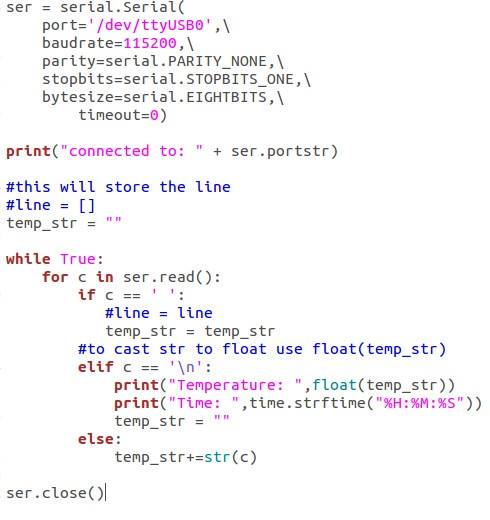 ser = serial.Serial(
    port='/dev/ttyUSB0',\
    baudrate=115200,\
    parity=serial.PARITY_NONE,\
    stopbits=serial.STOPBITS_ONE,\
    bytesize=serial.EIGHTBITS,\
        timeout=0)

print("connected to: " + ser.portstr)

#this will store the line
#line = []
temp_str = ""

while True:
    for c in ser.read():
        if c == ' ':
           #line = line
           temp_str = temp_str
        #to cast str to float use float(temp_str)
        elif c == '\n':
            print("Temperature: ",float(temp_str))
            print("Time: ",time.strftime("%H:%M:%S"))
            temp_str = ""
        else:
            temp_str+=str(c)

ser.close()